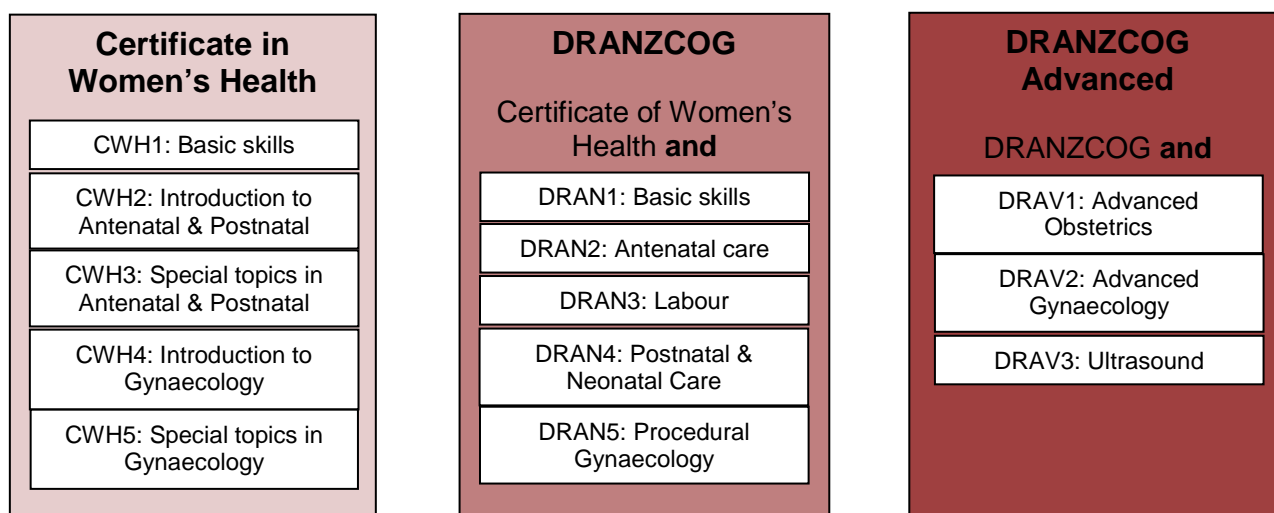 Certificate in
Women's Health
CWH1: Basic skills
CWH2: Introduction to
Antenatal & Postnatal
CWH3: Special topics in
Antenatal & Postnatal
CWH4: Introduction to
Gynaecology
CWH5: Special topics in
Gynaecology
DRANZCOG
Certificate of Women's
Health and
DRAN1: Basic skills
DRAN2: Antenatal care
DRAN3: Labour
DRAN4: Postnatal &
Neonatal Care
DRAN5: Procedural
Gynaecology
DRANZCOG
Advanced
DRANZCOG and
DRAV1: Advanced
Obstetrics
DRAV2: Advanced
Gynaecology
DRAV3: Ultrasound